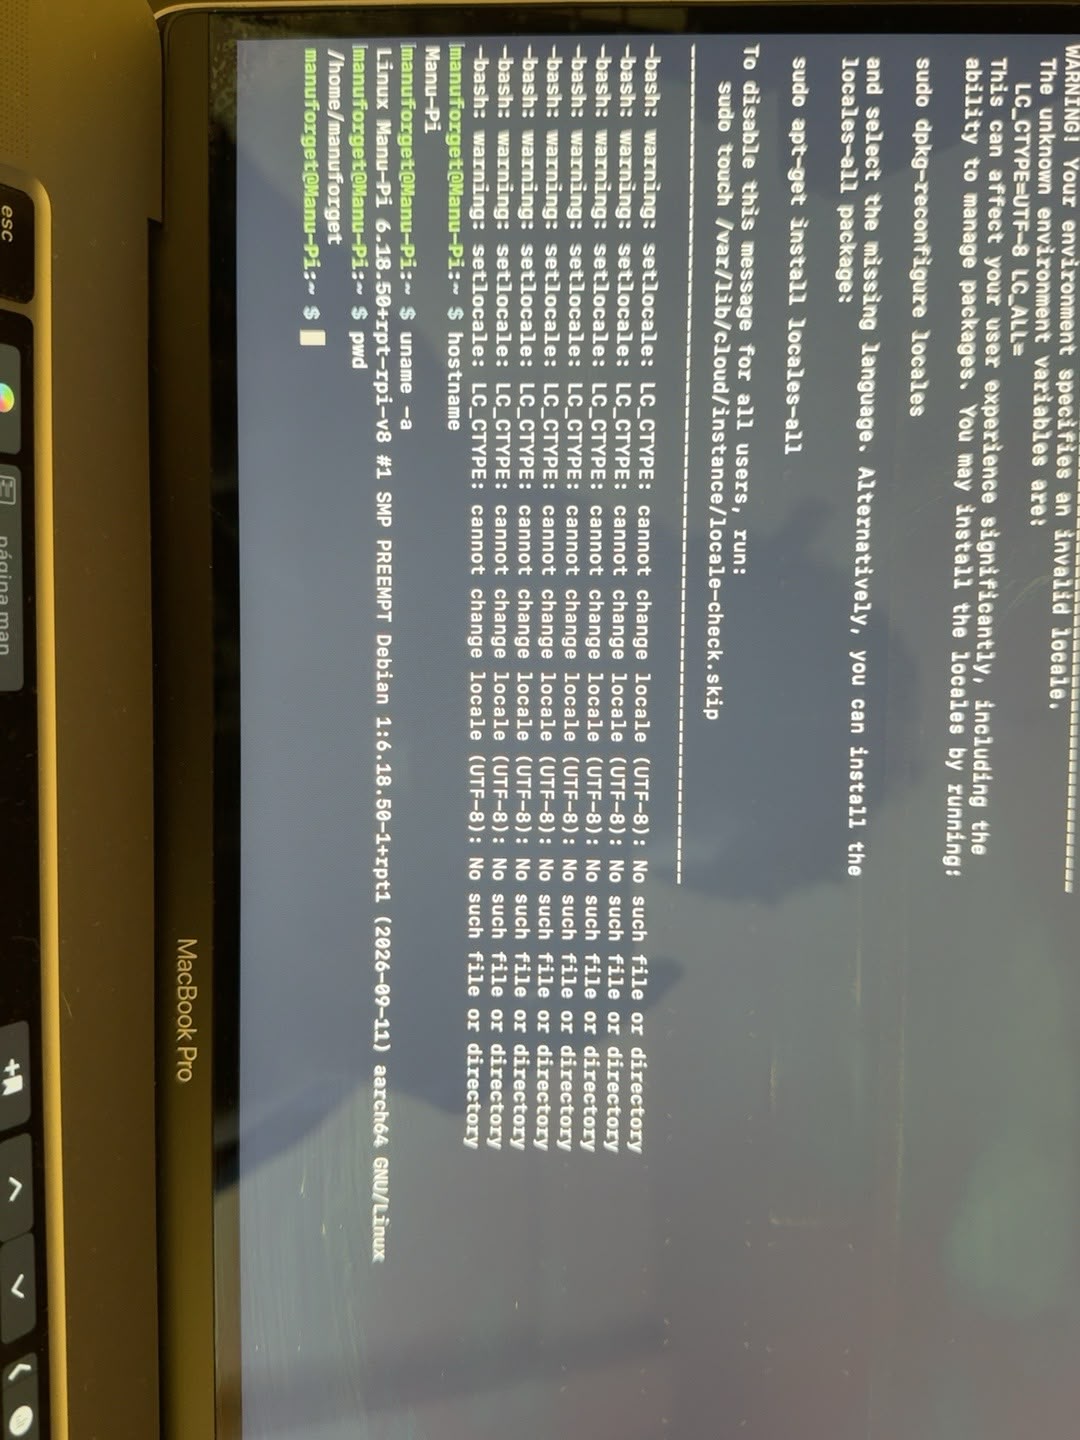 WARNING! Your environment specifies an invalid locale.
The unknown environment variables are:
LC_CTYPE=UTF-8 LC_ALL=
This can affect your user experience significantly, including the
ability to manage packages. You may install the locales by running:
sudo dpkg-reconfigure locales
and select the missing language. Alternatively, you can install the
locales-all package:
sudo apt-get install locales-all
To disable this message for all users, run:
sudo touch /var/lib/cloud/instance/locale-check.skip
-bash: warning: setlocale: LC_CTYPE: cannot change locale (UTF-8): No such file or directory
-bash: warning: setlocale: LC_CTYPE: cannot change locale (UTF-8): No such file or directory
-bash: warning: setlocale: LC_CTYPE: cannot change locale (UTF-8): No such file or directory
-bash: warning: setlocale: LC_CTYPE: cannot change locale (UTF-8): No such file or directory
-bash: warning: setlocale: LC_CTYPE: cannot change locale (UTF-8): No such file or directory
-bash: warning: setlocale: LC_CTYPE: cannot change locale (UTF-8): No such file or directory
-bash: warning: setlocale: LC_CTYPE: cannot change locale (UTF-8): No such file or directory
-bash: warning: setlocale: LC_CTYPE: cannot change locale (UTF-8): No such file or directory
manuforget@Manu-Pi:~ $ hostname
Manu-Pi
manuforget@Manu-Pi:~ $ uname -a
Linux Manu-Pi 6.18.50+rpt-rpi-v8 #1 SMP PREEMPT Debian 1:6.18.50-1+rpt1 (2026-09-11) aarch64 GNU/Linux
manuforget@Manu-Pi:~ $ pwd
/home/manuforget
manuforget@Manu-Pi:~ $
MacBook Pro
esc
página man